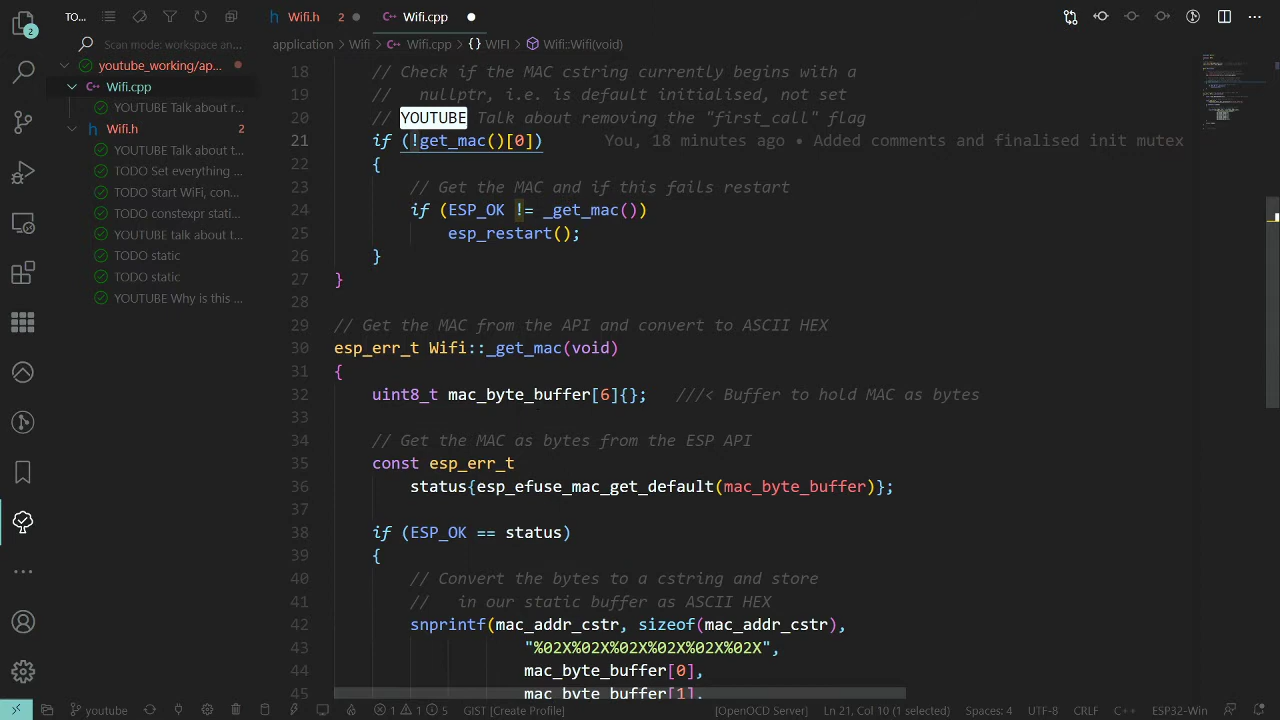 TO...
Wifi.h 2
Wifi.cpp
2
Scan mode: workspace an...
application > Wifi > Wifi.cpp > {} WIFI > Wifi::Wifi(void)
youtube_working/ap...
Wifi.cpp
YOUTUBE Talk about r...
Wifi.h 2
YOUTUBE Talk about t...
TODO Set everything ...
TODO Start WiFi, con...
TODO constexpr stati...
YOUTUBE talk about t...
TODO static
TODO static
YOUTUBE Why is this ...
18 // Check if the MAC cstring currently begins with a
19 // nullptr, i.e. is default initialised, not set
20 // YOUTUBE Talk about removing the "first_call" flag
21 if (!get_mac()[0]) You, 18 minutes ago • Added comments and finalised init mutex
22 {
23 // Get the MAC and if this fails restart
24 if (ESP_OK != _get_mac())
25 esp_restart();
26 }
27 }
28
29 // Get the MAC from the API and convert to ASCII HEX
30 esp_err_t Wifi::_get_mac(void)
31 {
32 uint8_t mac_byte_buffer[6]{}; ///< Buffer to hold MAC as bytes
33
34 // Get the MAC as bytes from the ESP API
35 const esp_err_t
36 status{esp_efuse_mac_get_default(mac_byte_buffer)};
37
38 if (ESP_OK == status)
39 {
40 // Convert the bytes to a cstring and store
41 // in our static buffer as ASCII HEX
42 snprintf(mac_addr_cstr, sizeof(mac_addr_cstr),
43 "%02X%02X%02X%02X%02X%02X",
44 mac_byte_buffer[0],
45 mac_byte_buffer[1],
youtube
1 1 5
GIST [Create Profile]
[OpenOCD Server]
Ln 21, Col 10 (1 selected)
Spaces: 4
UTF-8
CRLF
C++
ESP32-Win